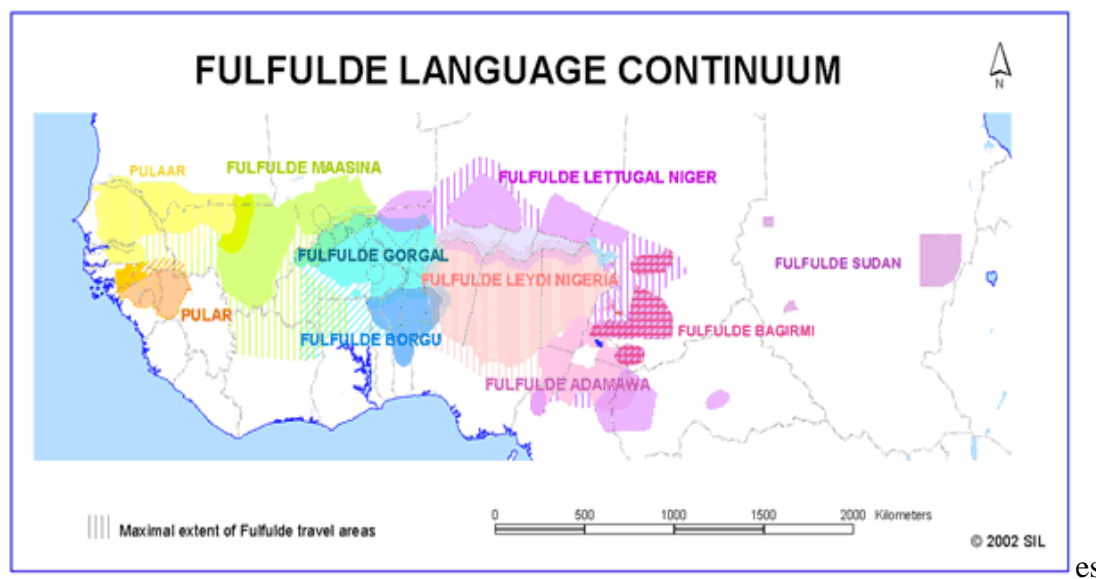 FULFULDE LANGUAGE CONTINUUM
N
PULAAR
FULFULDE MAASINA
FULFULDE LETTUGAL NIGER
FULFULDE GORGAL
FULFULDE SUDAN
FULFULDE LEYDI NIGERIA
PULAR
FULFULDE BORGU
FULFULDE BAGIRMI
FULFULDE ADAMAWA
Maximal extent of Fulfulde travel areas
0 500 1000 1500 2000 Kilometers
© 2002 SIL
es